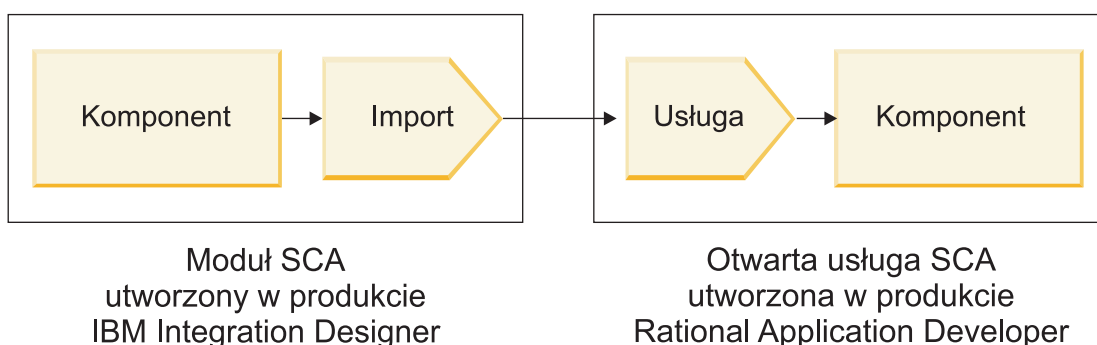 Komponent
Import
Usługa
Komponent
Moduł SCA
utworzony w produkcie
IBM Integration Designer
Otwarta usługa SCA
utworzona w produkcie
Rational Application Developer